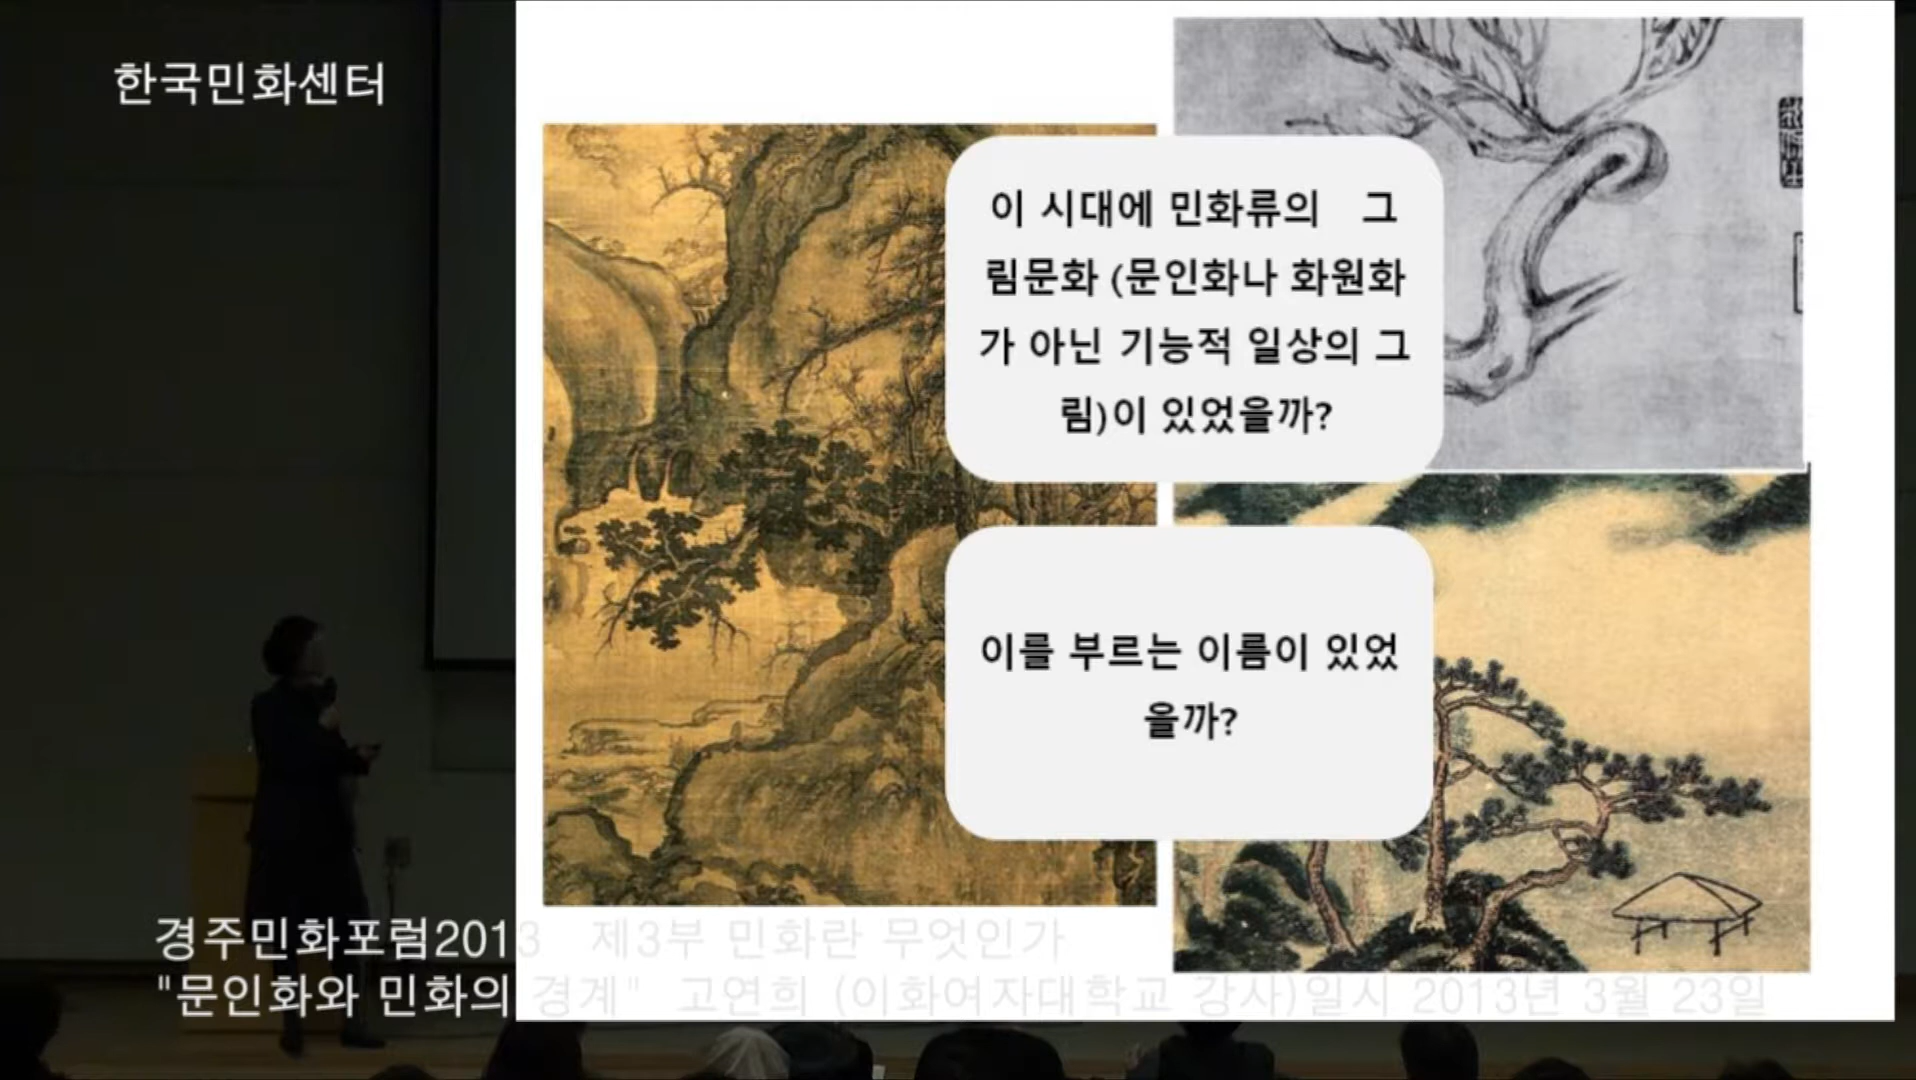 한국민화센터
이 시대에 민화류의 그
림문화 (문인화나 화원화
가 아닌 기능적 일상의 그
림)이 있었을까?
이를 부르는 이름이 있었
을까?
경주민화포럼2013 제3부 민화란 무엇인가
"문인화와 민화의 경계" 고연희 (이화여자대학교 강사)일시 2013년 3월 23일